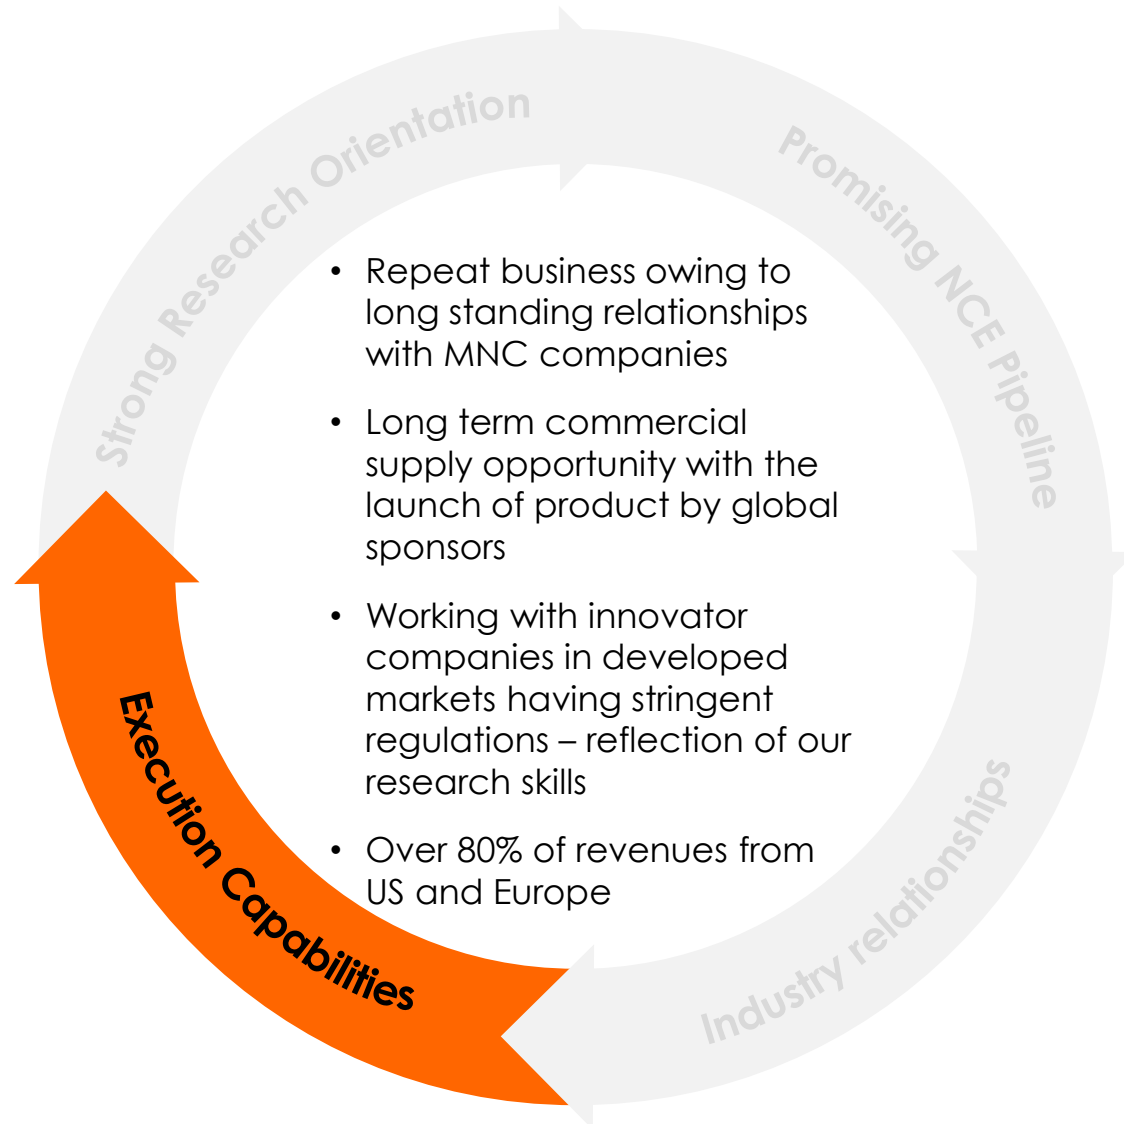 Strong Research Orientation
Promising NCE Pipeline
• Repeat business owing to
long standing relationships
with MNC companies
• Long term commercial
supply opportunity with the
launch of product by global
sponsors
• Working with innovator
companies in developed
markets having stringent
regulations – reflection of our
research skills
• Over 80% of revenues from
US and Europe
Execution Capabilities
Industry relationships